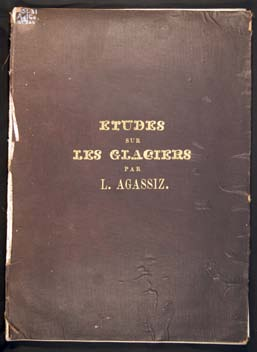 ETUDES
SUR
LES GLACIERS
PAR
L. AGASSIZ.